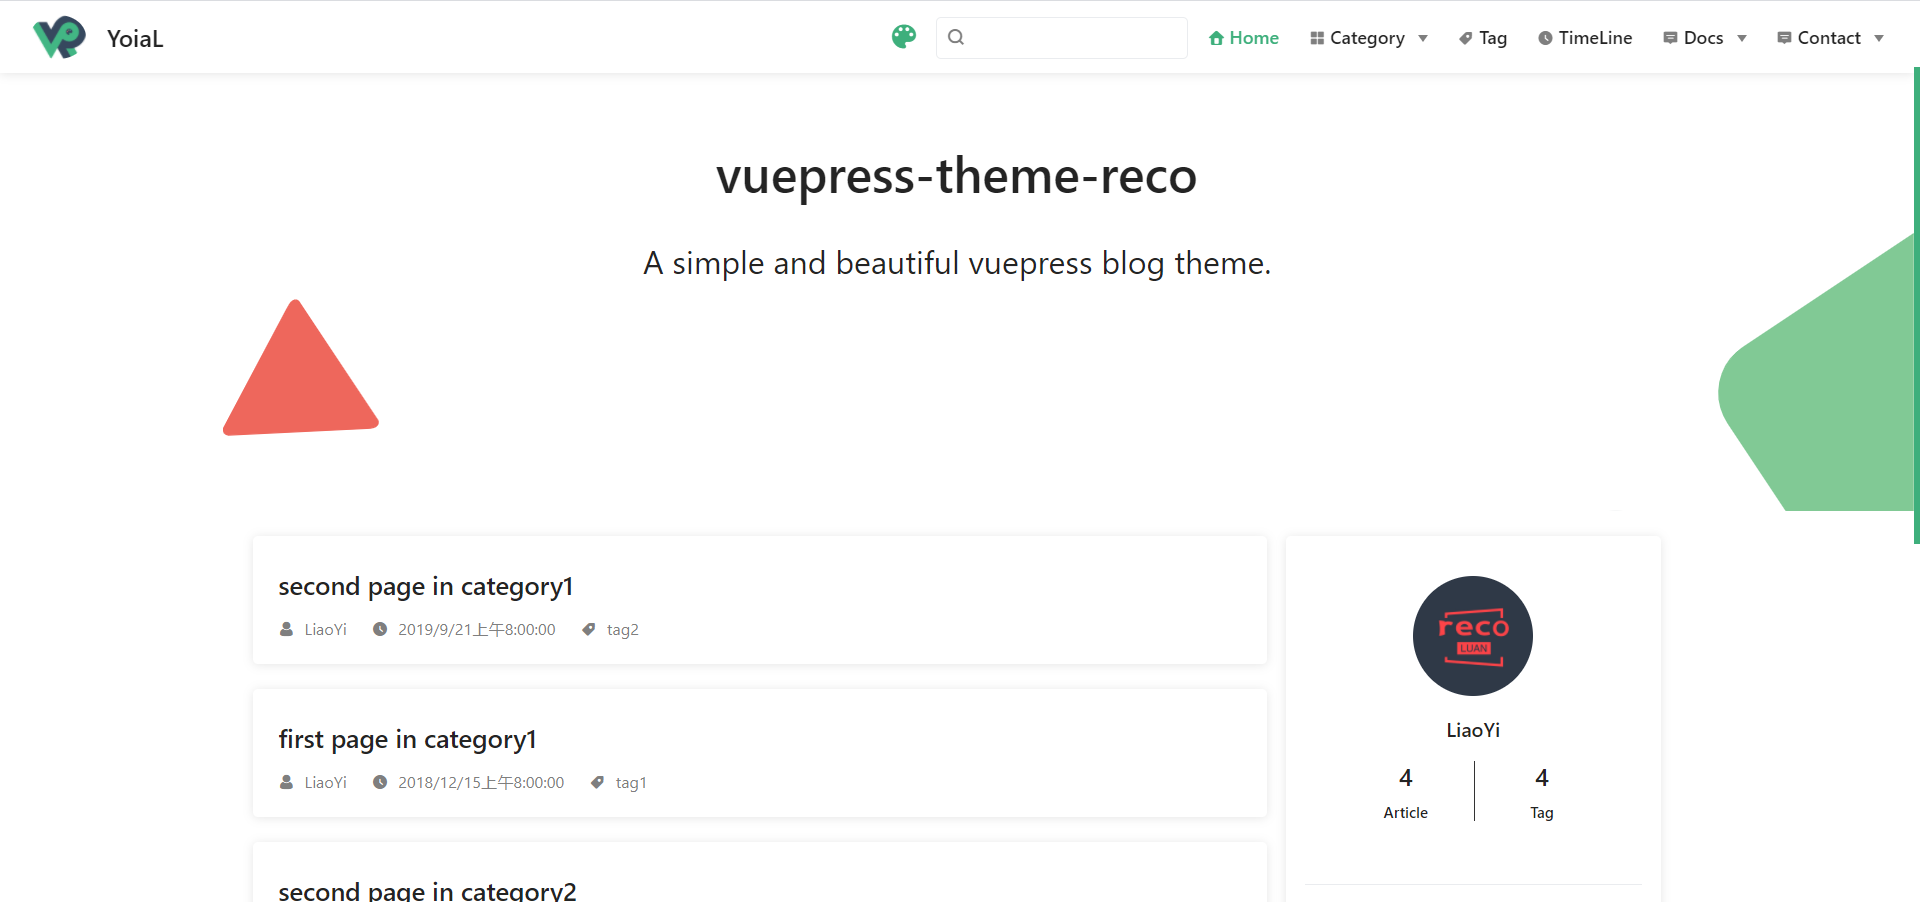 YoiaL
Home Category Tag TimeLine Docs Contact
vuepress-theme-reco
A simple and beautiful vuepress blog theme.
second page in category1
LiaoYi 2019/9/21上午8:00:00 tag2
first page in category1
LiaoYi 2018/12/15上午8:00:00 tag1
second page in category2
reco
LUAN
LiaoYi
4 4
Article Tag